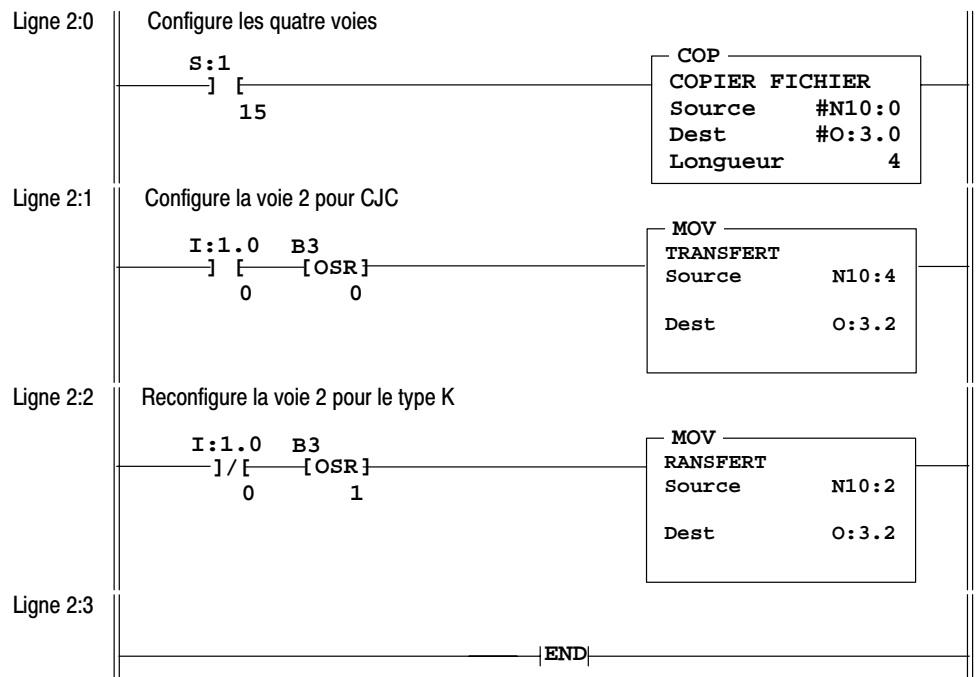 Ligne 2:0 Configure les quatre voies
S:1
] [
15
COP
COPIER FICHIER
Source #N10:0
Dest #O:3.0
Longueur 4
Ligne 2:1 Configure la voie 2 pour CJC
I:1.0 B3
] [ [OSR]
0 0
MOV
TRANSFERT
Source N10:4
Dest O:3.2
Ligne 2:2 Reconfigure la voie 2 pour le type K
I:1.0 B3
]/[ [OSR]
0 1
MOV
RANSFERT
Source N10:2
Dest O:3.2
Ligne 2:3
|END|